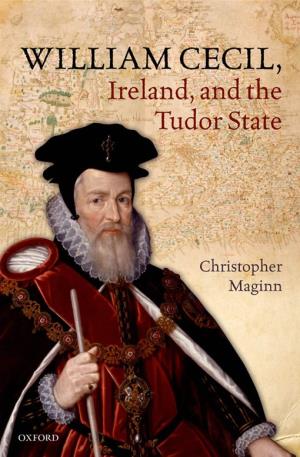 WILLIAM CECIL,
Ireland, and the
Tudor State
Christopher
Maginn
OXFORD